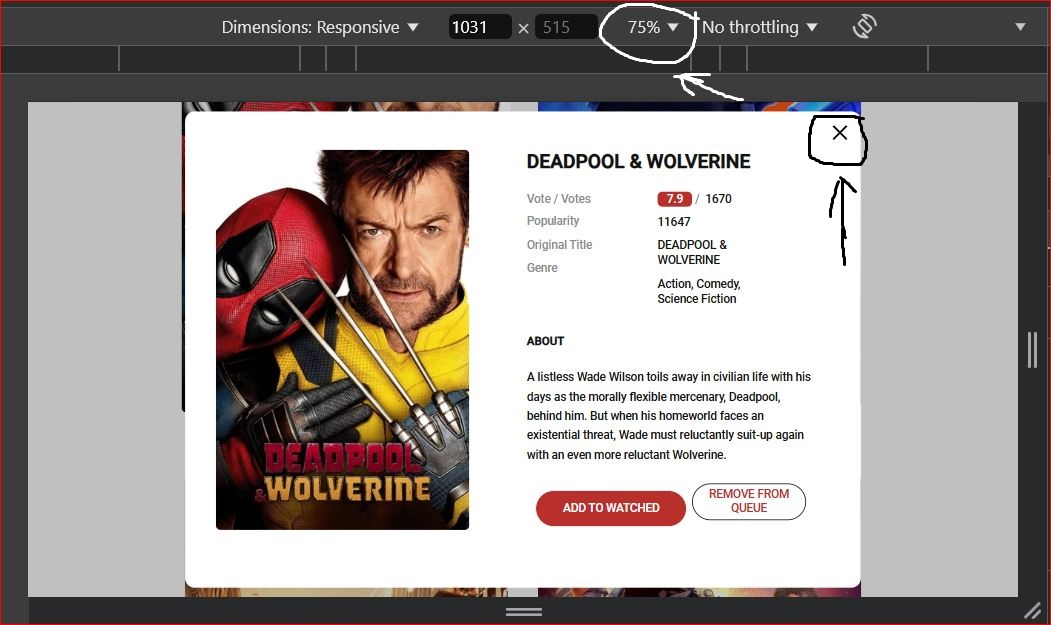 Dimensions: Responsive 1031 × 515 75% No throttling
DEADPOOL & WOLVERINE
Vote / Votes 7.9 / 1670
Popularity 11647
Original Title DEADPOOL &
WOLVERINE
Genre
Action, Comedy,
Science Fiction
ABOUT
A listless Wade Wilson toils away in civilian life with his
days as the morally flexible mercenary, Deadpool,
behind him. But when his homeworld faces an
existential threat, Wade must reluctantly suit-up again
with an even more reluctant Wolverine.
DEADPOOL
&WOLVERINE
ADD TO WATCHED
REMOVE FROM
QUEUE